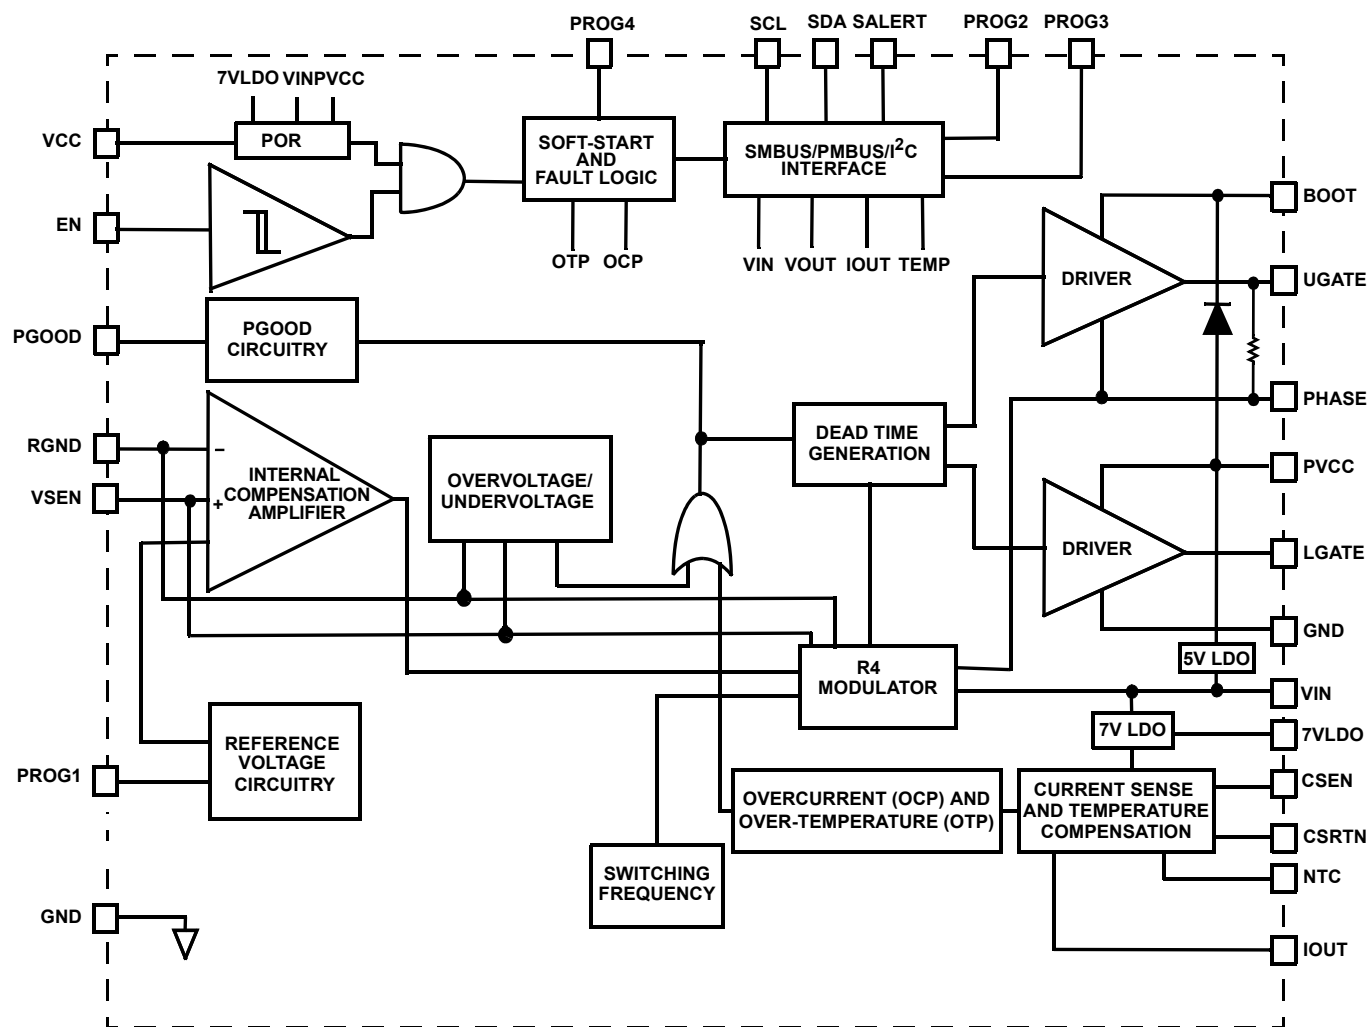 PROG4
SCL
SDA
SALERT
PROG2
PROG3
7VLDO
VIN
PVCC
VCC
POR
SOFT-START
AND
FAULT LOGIC
SMBUS/PMBUS/I²C
INTERFACE
EN
OTP
OCP
VIN
VOUT
IOUT
TEMP
BOOT
DRIVER
UGATE
PGOOD
PGOOD
CIRCUITRY
PHASE
RGND
−
INTERNAL
COMPENSATION
AMPLIFIER
VSEN
+
OVERVOLTAGE/
UNDERVOLTAGE
DEAD TIME
GENERATION
PVCC
DRIVER
LGATE
GND
5V LDO
R4
MODULATOR
VIN
7V LDO
7VLDO
REFERENCE
VOLTAGE
CIRCUITRY
PROG1
OVERCURRENT (OCP) AND
OVER-TEMPERATURE (OTP)
CURRENT SENSE
AND TEMPERATURE
COMPENSATION
CSEN
CSRTN
SWITCHING
FREQUENCY
NTC
GND
IOUT